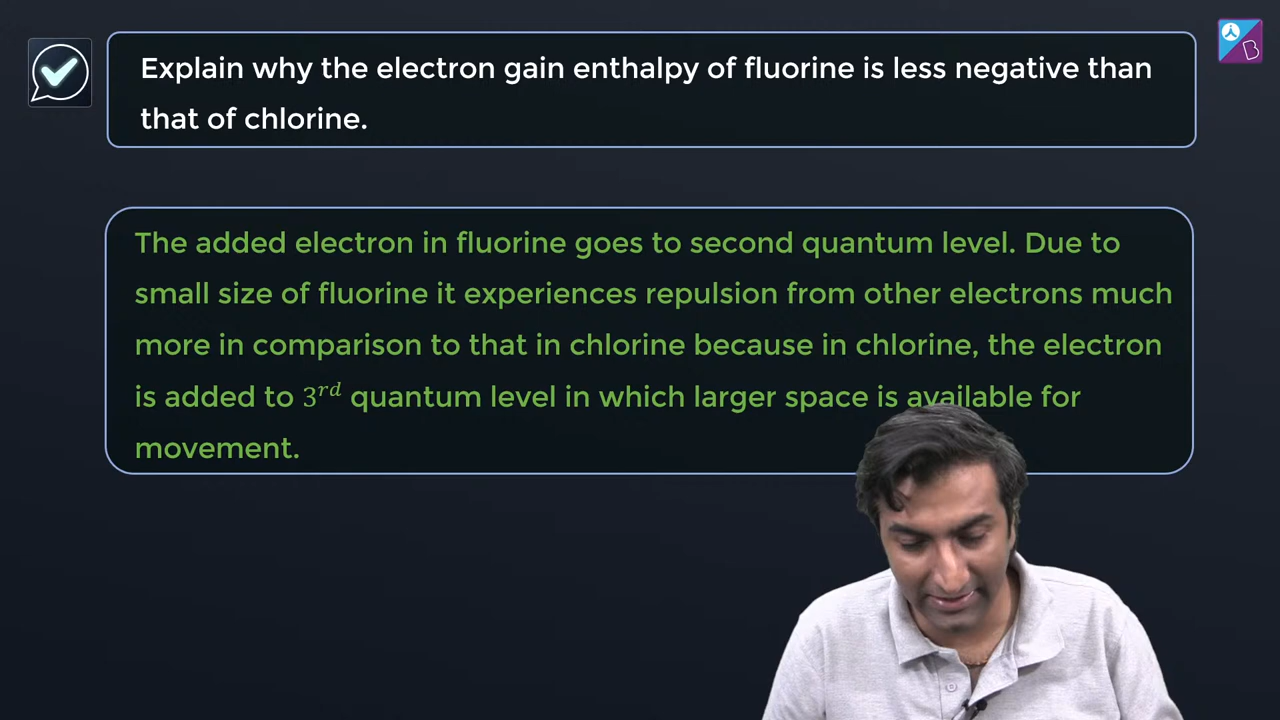 Explain why the electron gain enthalpy of fluorine is less negative than
that of chlorine.
The added electron in fluorine goes to second quantum level. Due to
small size of fluorine it experiences repulsion from other electrons much
more in comparison to that in chlorine because in chlorine, the electron
is added to 3rd quantum level in which larger space is available for
movement.
B